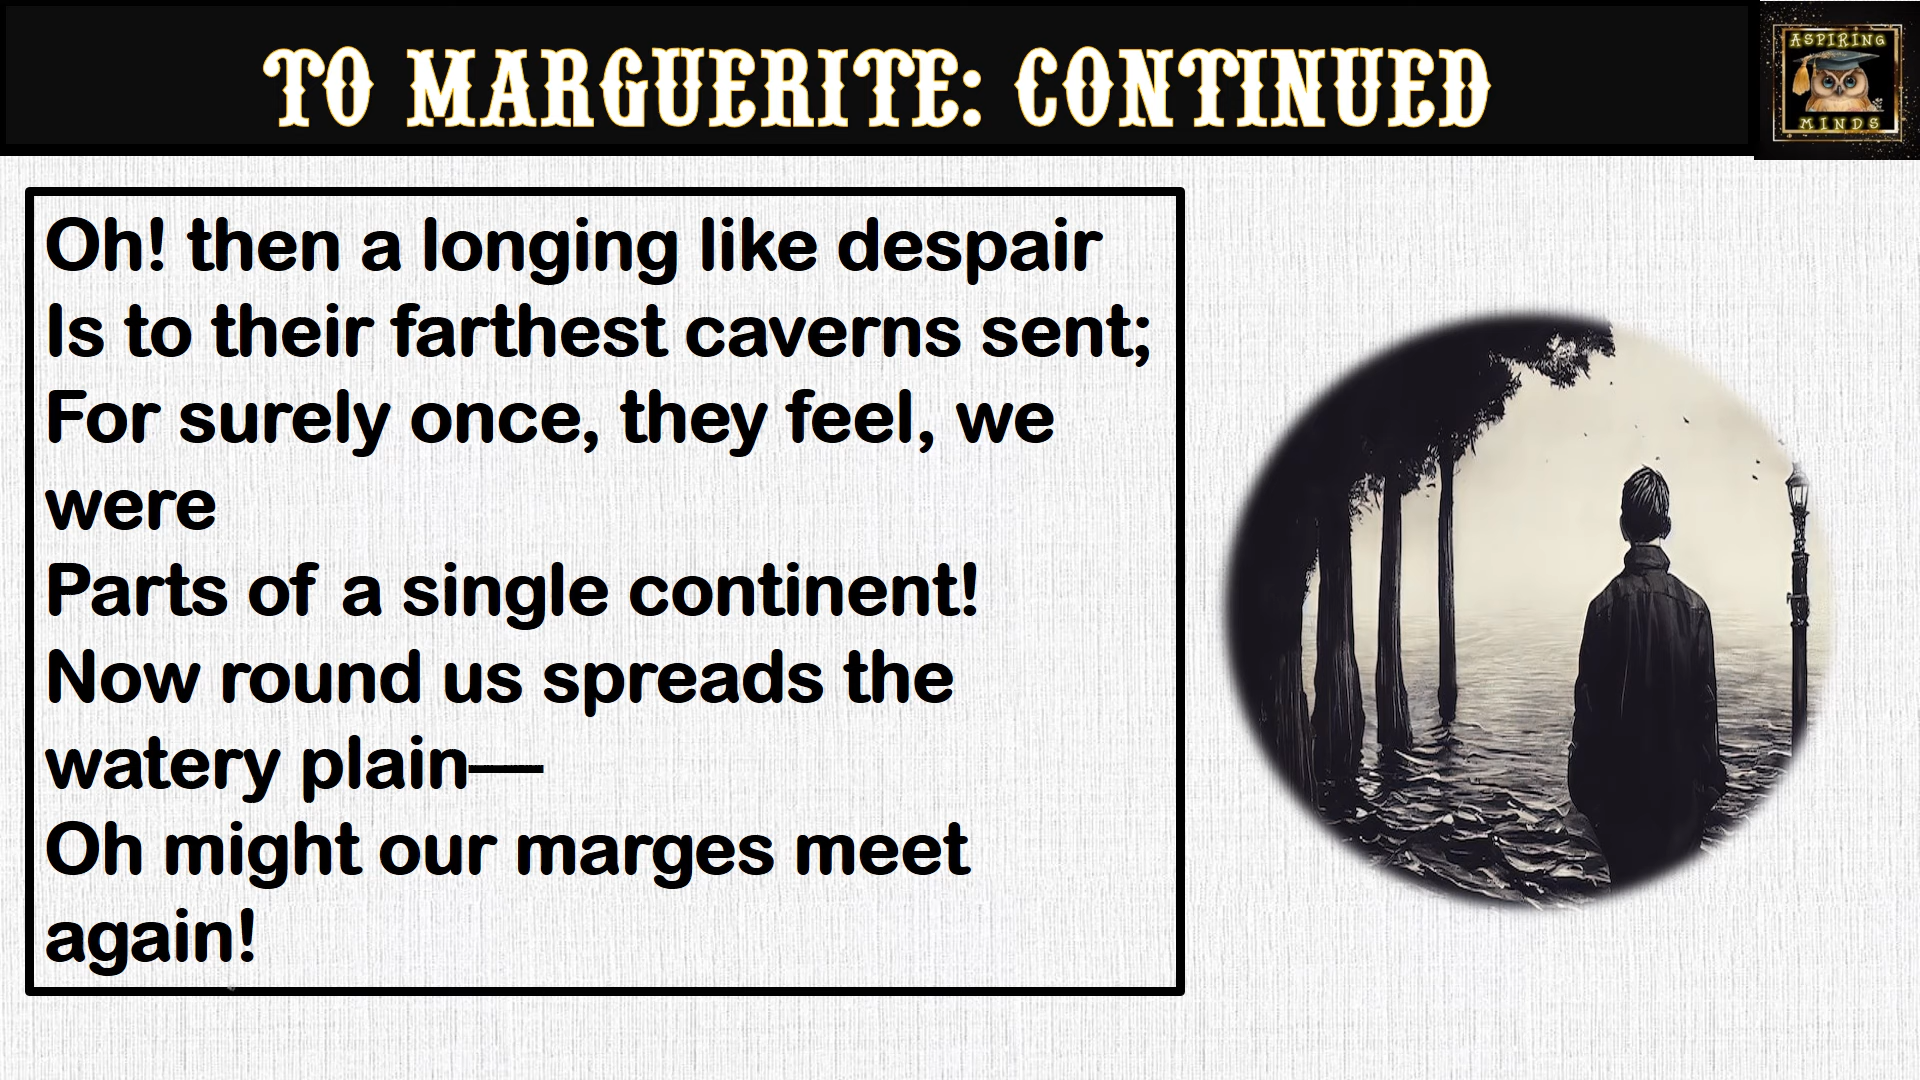 TO MARGUERITE: CONTINUED
ASPIRING
MINDS
Oh! then a longing like despair
Is to their farthest caverns sent;
For surely once, they feel, we
were
Parts of a single continent!
Now round us spreads the
watery plain—
Oh might our marges meet
again!